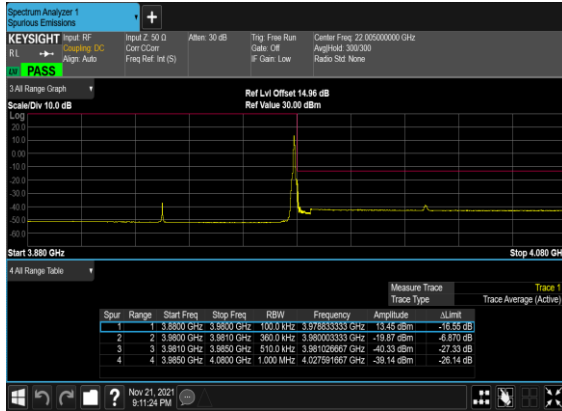 Spectrum Analyzer 1
Spurious Emissions
+
KEYSIGHT Input: RF Input Z: 50 Ω Atten: 30 dB Trig: Free Run Center Freq: 22.005000000 GHz
RL Coupling: DC Corr CCorr Gate: Off Avg|Hold: 300/300
Align: Auto Freq Ref: Int (S) IF Gain: Low Radio Std: None
LXI PASS
3 All Range Graph
Ref Lvl Offset 14.96 dB
Scale/Div 10.0 dB Ref Value 30.00 dBm
Log
20.0
10.0
0.00
-10.0
-20.0
-30.0
-40.0
-50.0
-60.0
Start 3.880 GHz Stop 4.080 GH
4 All Range Table
Measure Trace Trace 1
Trace Type Trace Average (Active)
Spur Range Start Freq Stop Freq RBW Frequency Amplitude ΔLimit
1 1 3.8800 GHz 3.9800 GHz 100.0 kHz 3.978833333 GHz 13.45 dBm -16.55 dB
2 2 3.9800 GHz 3.9810 GHz 360.0 kHz 3.980003333 GHz -19.87 dBm -6.870 dB
3 3 3.9810 GHz 3.9850 GHz 510.0 kHz 3.981026667 GHz -40.33 dBm -27.33 dB
4 4 3.9850 GHz 4.0800 GHz 1.000 MHz 4.027591667 GHz -39.14 dBm -26.14 dB
? Nov 21, 2021
9:11:24 PM